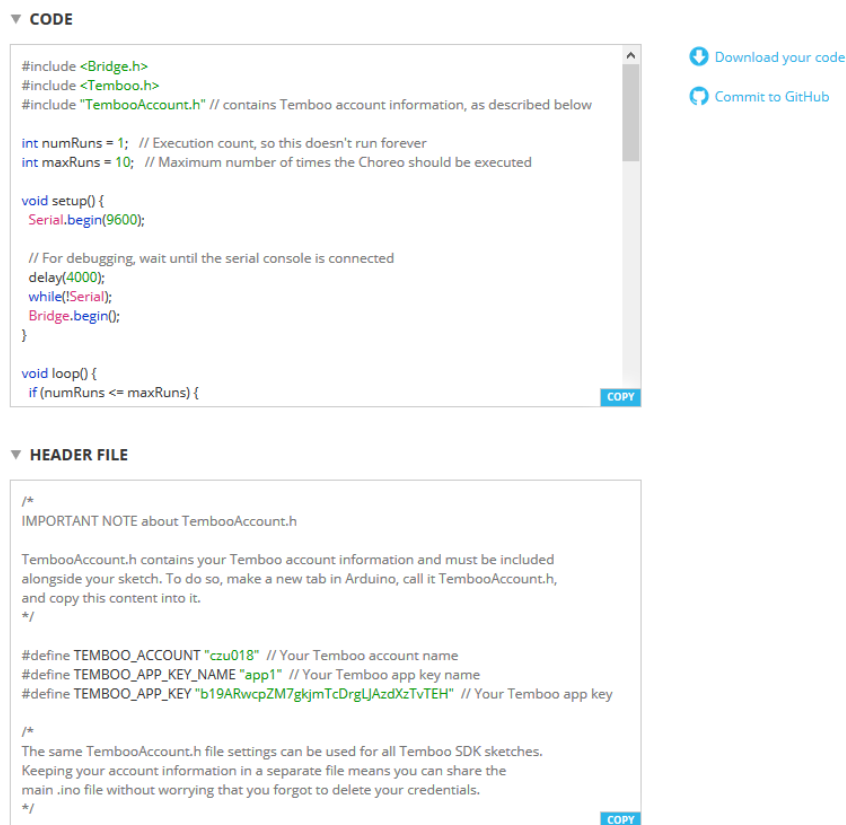 CODE
#include <Bridge.h>
#include <Temboo.h>
#include "TembooAccount.h" // contains Temboo account information, as described below
int numRuns = 1;   // Execution count, so this doesn't run forever
int maxRuns = 10;   // Maximum number of times the Choreo should be executed
void setup() {
  Serial.begin(9600);
  // For debugging, wait until the serial console is connected
  delay(4000);
  while(!Serial);
  Bridge.begin();
}
void loop() {
  if (numRuns <= maxRuns) {
COPY
Download your code
Commit to GitHub
HEADER FILE
/*
IMPORTANT NOTE about TembooAccount.h
TembooAccount.h contains your Temboo account information and must be included
alongside your sketch. To do so, make a new tab in Arduino, call it TembooAccount.h,
and copy this content into it.
*/
#define TEMBOO_ACCOUNT "czu018"  // Your Temboo account name
#define TEMBOO_APP_KEY_NAME "app1"  // Your Temboo app key name
#define TEMBOO_APP_KEY "b19ARwcpZM7gkjmTcDrgLJAzdXzTvTEH"  // Your Temboo app key
/*
The same TembooAccount.h file settings can be used for all Temboo SDK sketches.
Keeping your account information in a separate file means you can share the
main .ino file without worrying that you forgot to delete your credentials.
*/
COPY